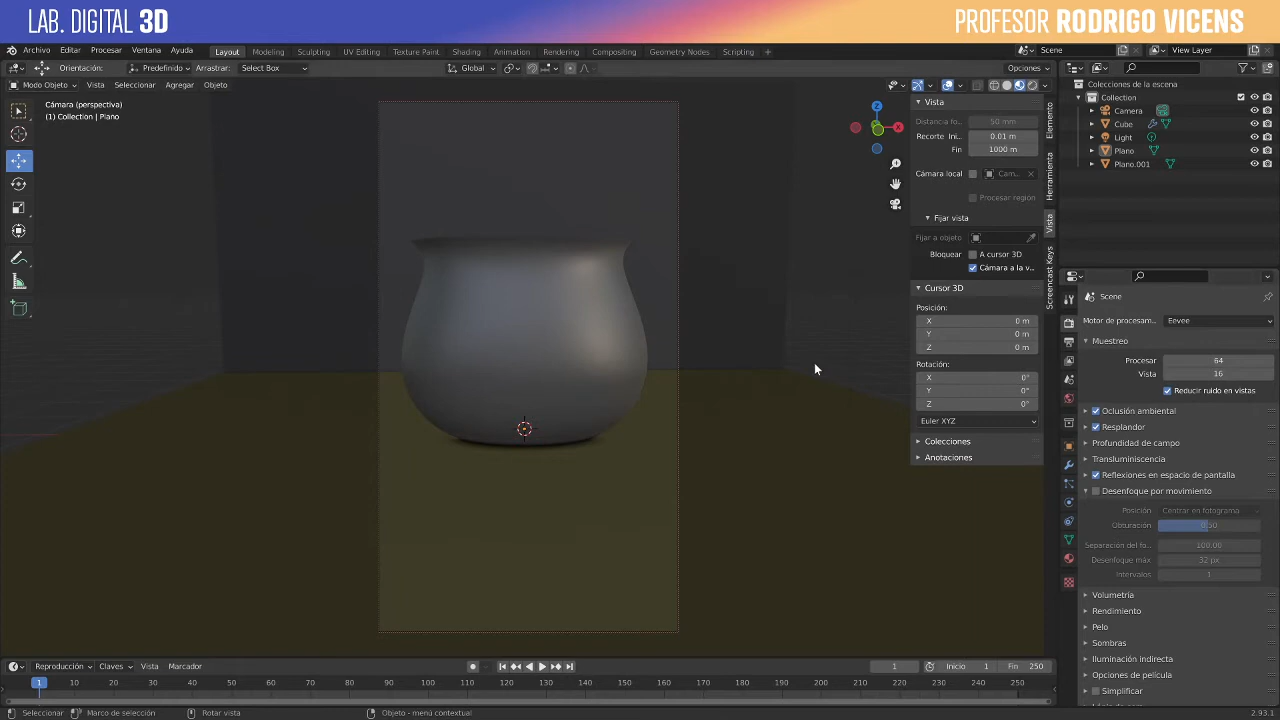 LAB. DIGITAL 3D
PROFESOR RODRIGO VICENS
Archivo Editar Procesar Ventana Ayuda Layout Modeling Sculpting UV Editing Texture Paint Shading Animation Rendering Compositing Geometry Nodes Scripting + Scene View Layer
Orientación: Predefinido Arrastrar: Select Box Global Opciones
Modo Objeto Vista Seleccionar Agregar Objeto
Cámara (perspectiva)
(1) Collection | Plano
Z
X
Vista
Distancia fo... 50 mm
Recorte Ini... 0.01 m
Fin 1000 m
Cámara local Cam...
Procesar región
Fijar vista
Fijar a objeto
Bloquear A cursor 3D
Cámara a la v...
Cursor 3D
Posición:
X 0 m
Y 0 m
Z 0 m
Rotación:
X 0°
Y 0°
Z 0°
Euler XYZ
Colecciones
Anotaciones
Elemento
Herramienta
Vista
Screencast Keys
Colecciones de la escena
Collection
Camera
Cube
Light
Plano
Plano.001
Scene
Motor de procesam... Eevee
Muestreo
Procesar 64
Vista 16
Reducir ruido en vistas
Oclusión ambiental
Resplandor
Profundidad de campo
Transluminiscencia
Reflexiones en espacio de pantalla
Desenfoque por movimiento
Posición Centrar en fotograma
Obturación 0.50
Separación del fo... 100.00
Desenfoque máx 32 px
Intervalos 1
Volumetría
Rendimiento
Pelo
Sombras
Iluminación indirecta
Opciones de película
Simplificar
Reproducción Claves Vista Marcador 1 Inicio 1 Fin 250
1 10 20 30 40 50 60 70 80 90 100 110 120 130 140 150 160 170 180 190 200 210 220 230 240 250
Seleccionar Marco de selección Rotar vista Objeto - menú contextual 2.93.1